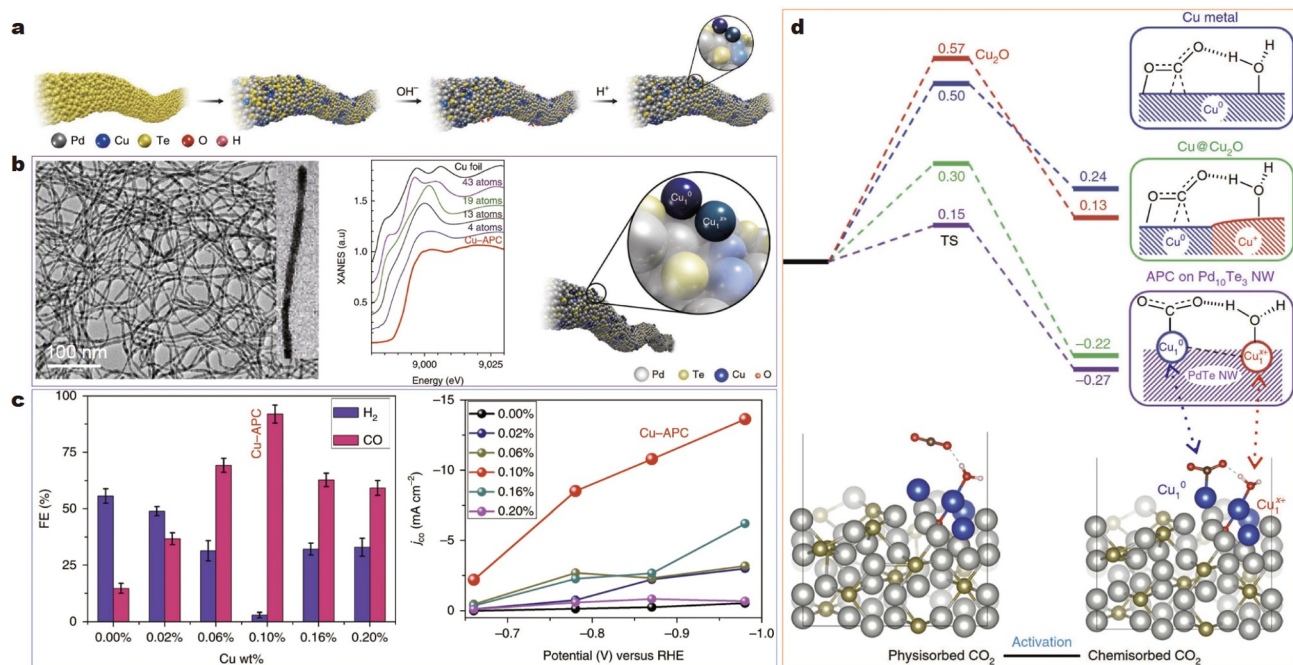 a
OH⁻
H⁺
Pd Cu Te O H
b
100 nm
XANES (a.u)
1.5
1.0
0.5
Cu foil
43 atoms
19 atoms
13 atoms
4 atoms
Cu–APC
9,000 9,028
Energy (eV)
Cu₁⁰
Cu₁ˣ⁺
Pd Te Cu O
c
FE (%)
100
75
50
25
0
H₂
CO
Cu–APC
0.00% 0.02% 0.06% 0.10% 0.16% 0.20%
Cu wt%
j_co (mA cm⁻²)
–15
–10
–5
0
0.00%
0.02%
0.06%
0.10%
0.16%
0.20%
Cu–APC
–0.7 –0.8 –0.9 –1.0
Potential (V) versus RHE
d
0.57 Cu₂O
0.50
0.30
0.15
TS
0.24
0.13
–0.22
–0.27
Cu metal
O C O H H O
Cu⁰
Cu@Cu₂O
O C O H H O
Cu⁰ Cu⁺
APC on Pd₁₀Te₃ NW
O C O H H O
Cu₁⁰ Cu₁ˣ⁺
PdTe NW
Cu₁⁰
Cu₁ˣ⁺
Activation
Physisorbed CO₂ Chemisorbed CO₂